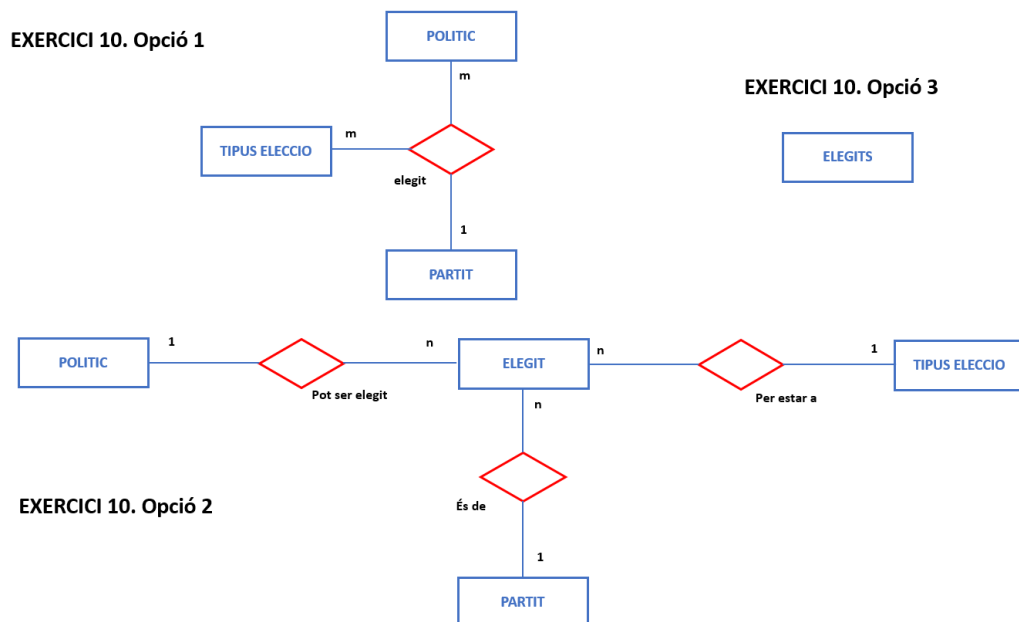 EXERCICI 10. Opció 1
POLITIC
m
TIPUS ELECCIO
m
elegit
1
PARTIT
EXERCICI 10. Opció 3
ELEGITS
POLITIC
1
Pot ser elegit
n
ELEGIT
n
Per estar a
1
TIPUS ELECCIO
n
És de
1
PARTIT
EXERCICI 10. Opció 2